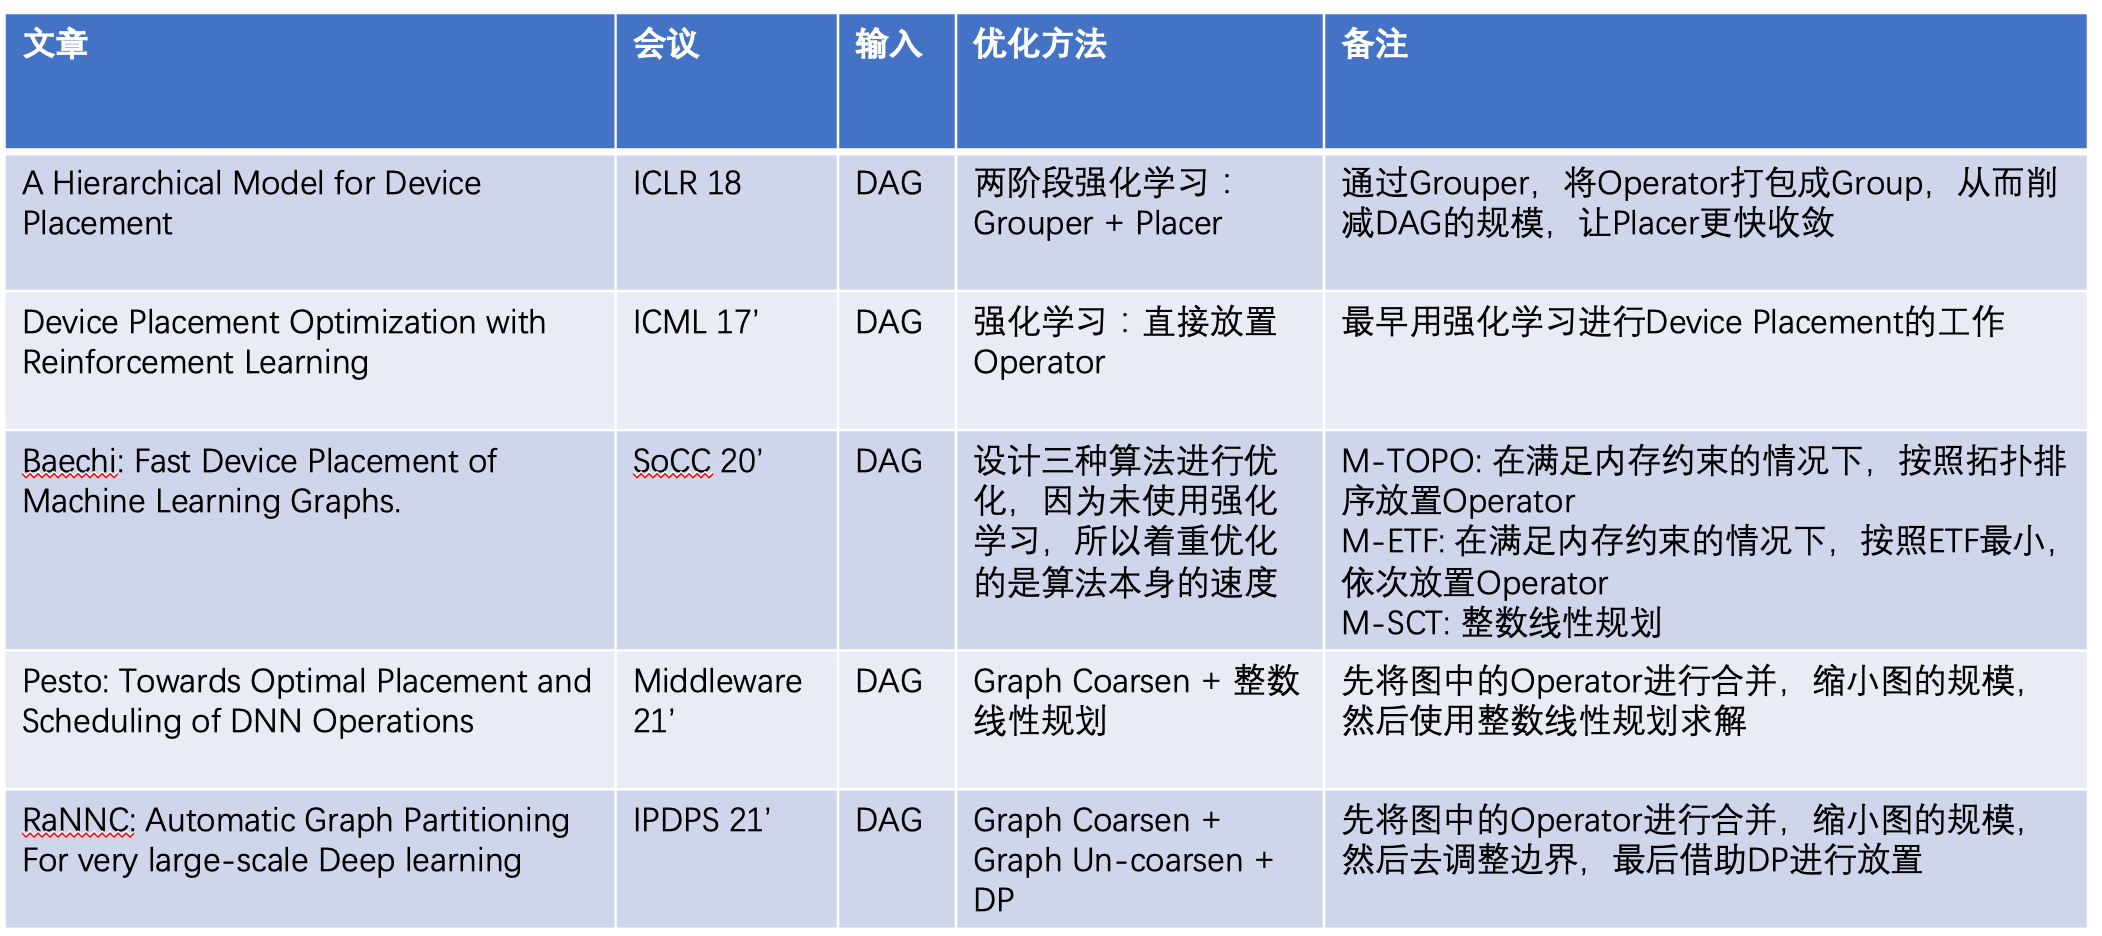 文章
会议
输入
优化方法
备注
A Hierarchical Model for Device
Placement
ICLR 18
DAG
两阶段强化学习：
Grouper + Placer
通过Grouper，将Operator打包成Group，从而削
减DAG的规模，让Placer更快收敛
Device Placement Optimization with
Reinforcement Learning
ICML 17’
DAG
强化学习：直接放置
Operator
最早用强化学习进行Device Placement的工作
Baechi: Fast Device Placement of
Machine Learning Graphs.
SoCC 20’
DAG
设计三种算法进行优
化，因为未使用强化
学习，所以着重优化
的是算法本身的速度
M-TOPO: 在满足内存约束的情况下，按照拓扑排
序放置Operator
M-ETF: 在满足内存约束的情况下，按照ETF最小，
依次放置Operator
M-SCT: 整数线性规划
Pesto: Towards Optimal Placement and
Scheduling of DNN Operations
Middleware
21’
DAG
Graph Coarsen + 整数
线性规划
先将图中的Operator进行合并，缩小图的规模，
然后使用整数线性规划求解
RaNNC: Automatic Graph Partitioning
For very large-scale Deep learning
IPDPS 21’
DAG
Graph Coarsen +
Graph Un-coarsen +
DP
先将图中的Operator进行合并，缩小图的规模，
然后去调整边界，最后借助DP进行放置